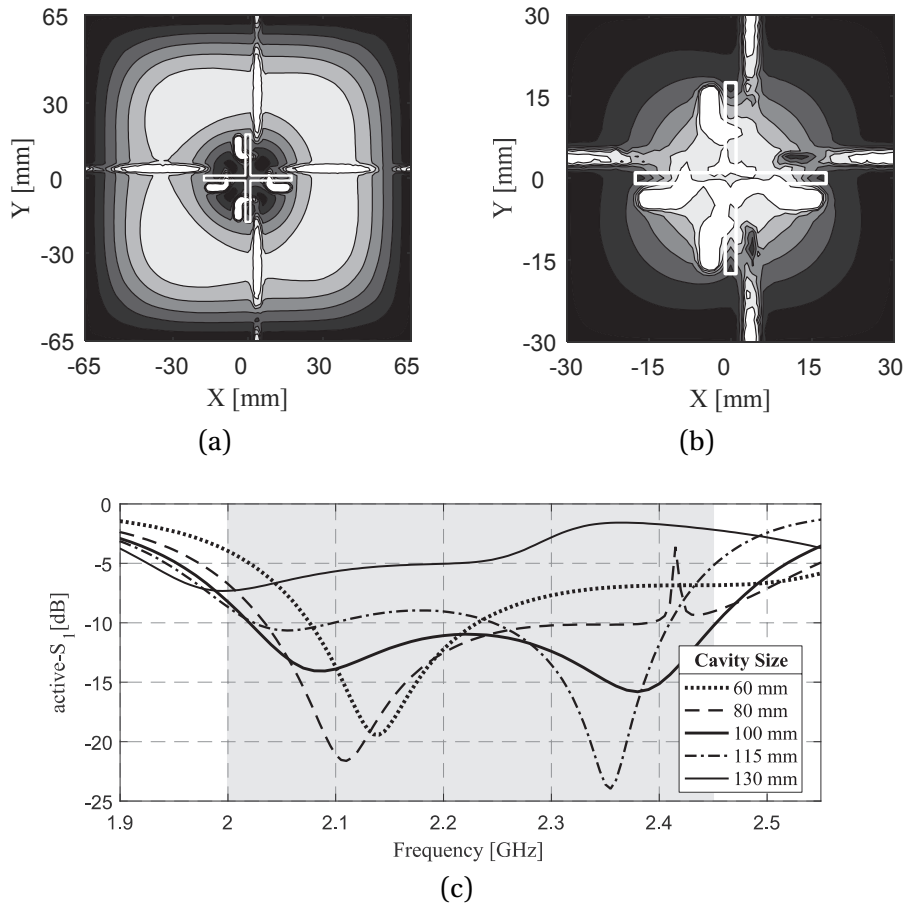 65
30
0
-30
-65
Y [mm]
-65 -30 0 30 65
X [mm]
(a)
30
15
0
-15
-30
Y [mm]
-30 -15 0 15 30
X [mm]
(b)
0
-5
-10
-15
-20
-25
active-S1 [dB]
1.9 2 2.1 2.2 2.3 2.4 2.5
Frequency [GHz]
Cavity Size
60 mm
80 mm
100 mm
115 mm
130 mm
(c)